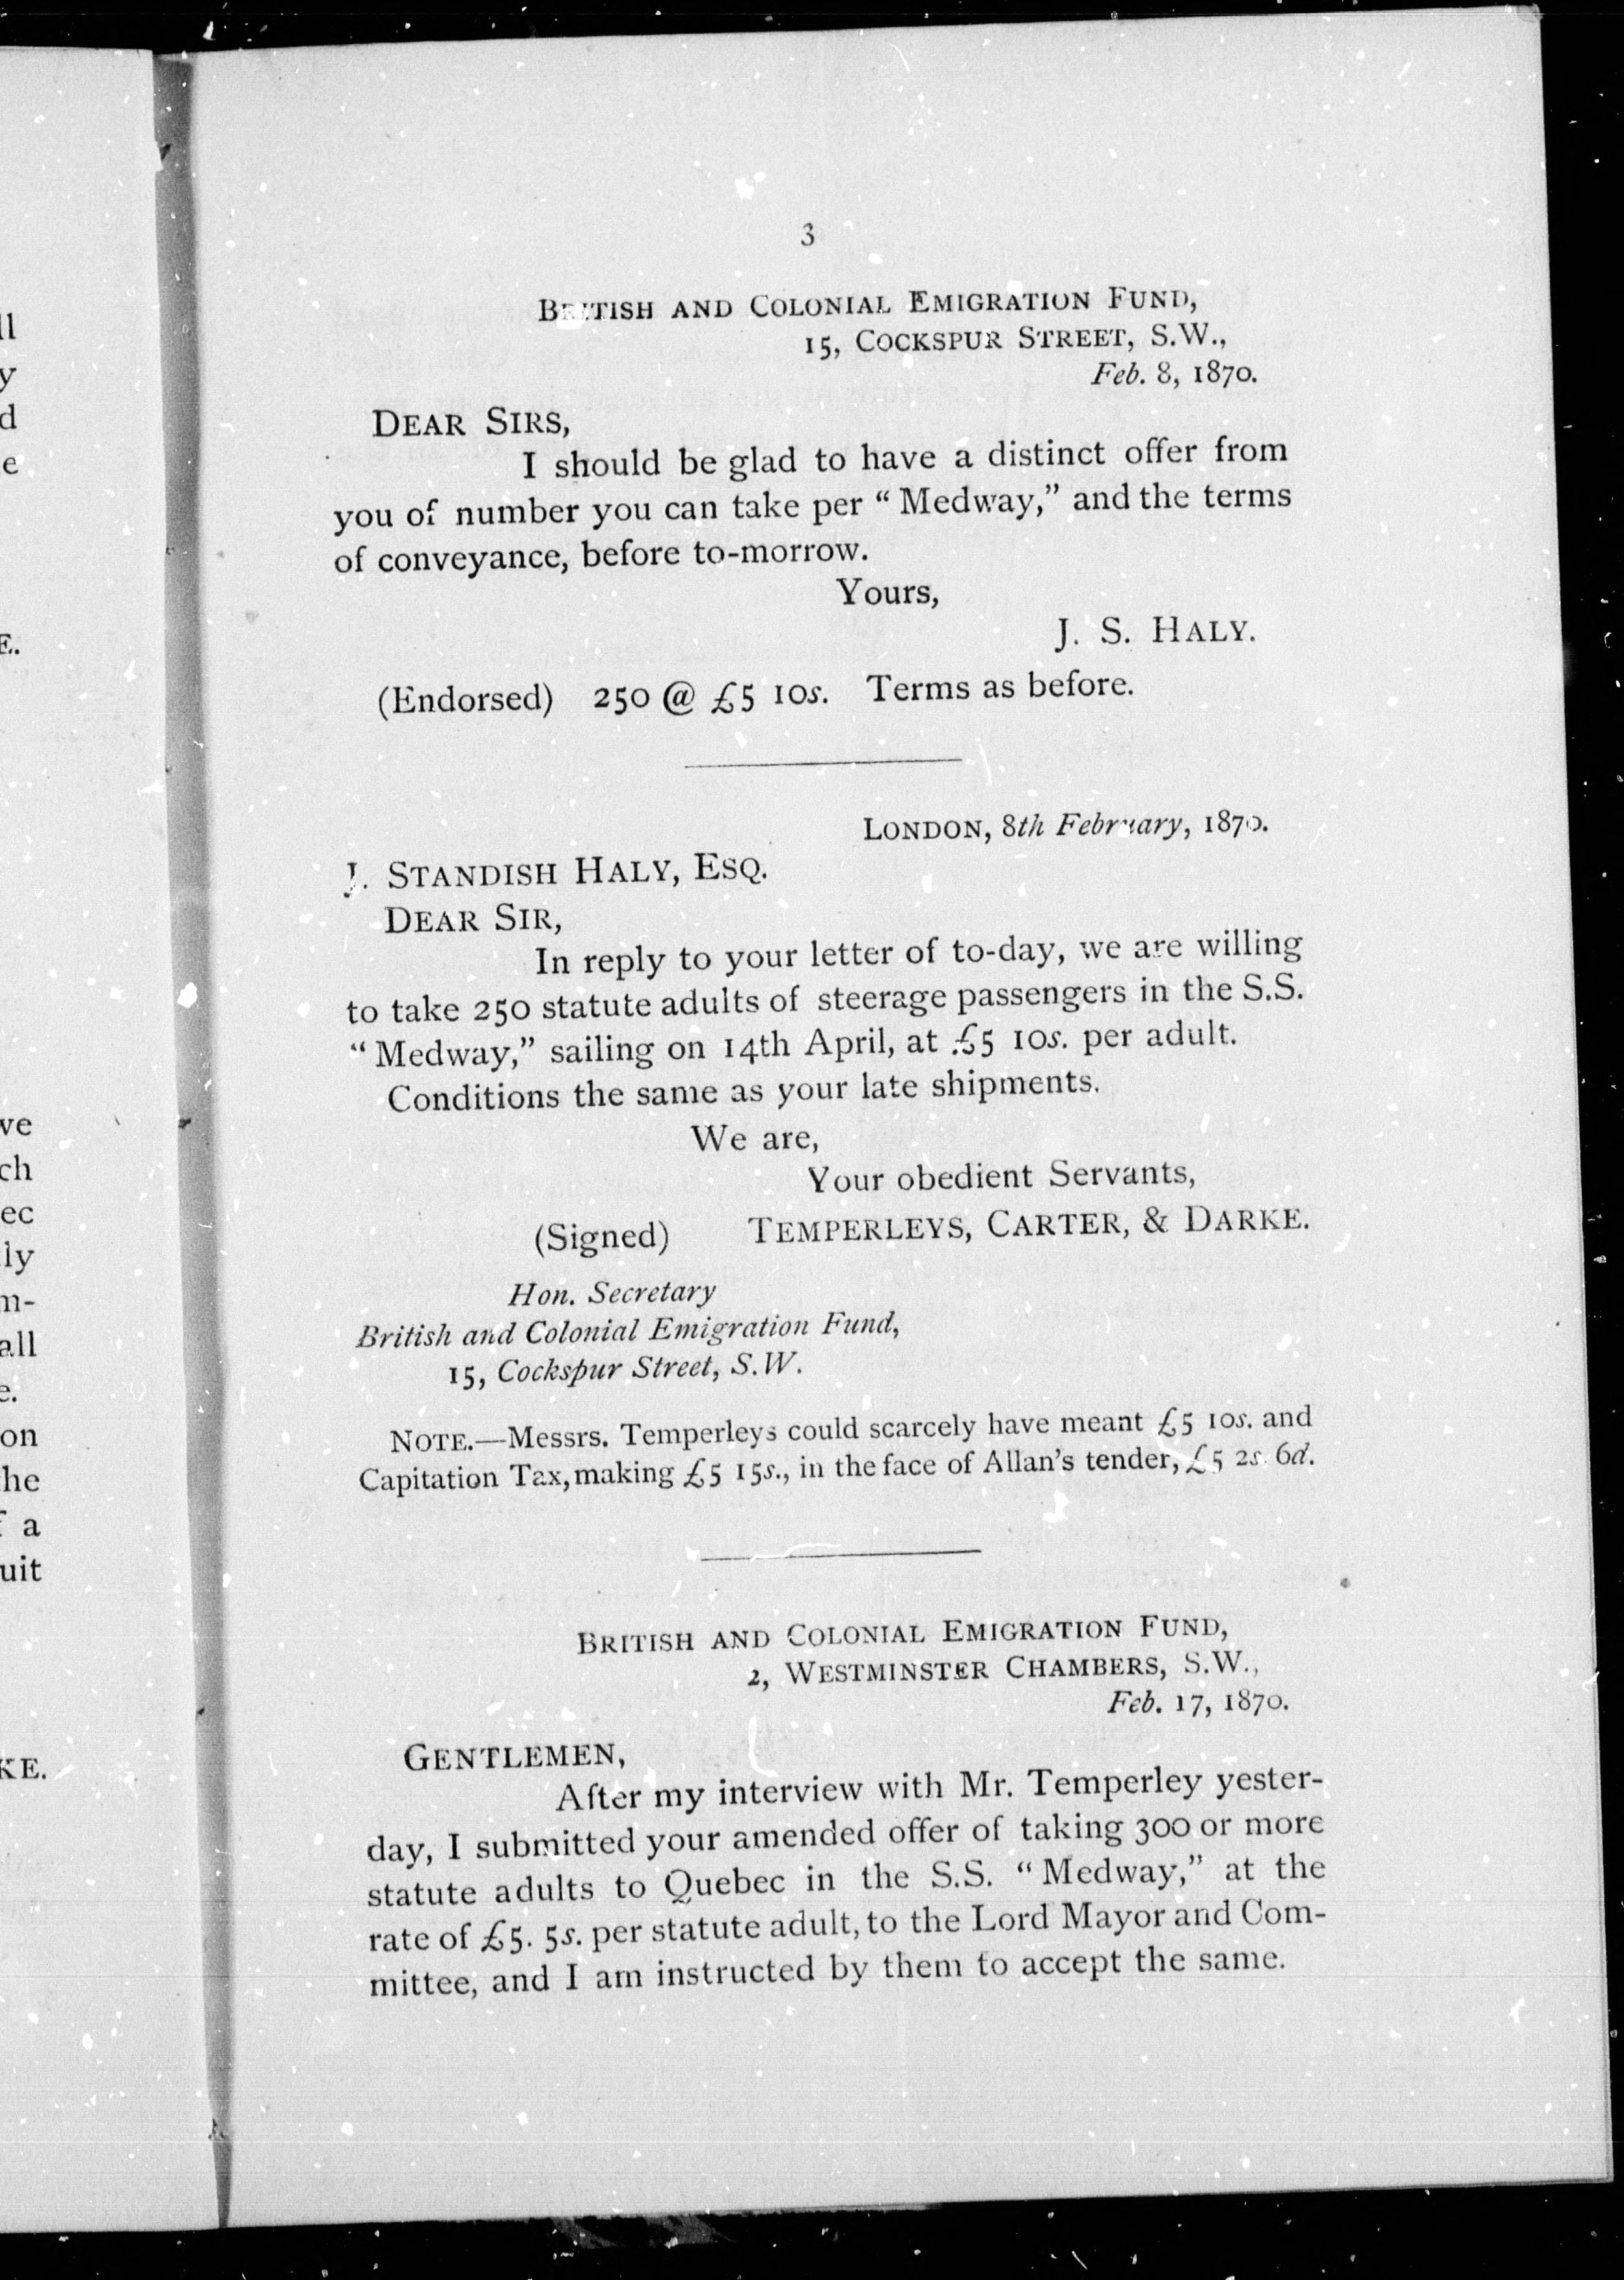 ll
y
d
e
E.
ve
ch
ec
ly
m-
all
e.
on
he
f a
uit
KE.
3
BRITISH AND COLONIAL EMIGRATION FUND,
15, COCKSPUR STREET, S.W.,
Feb. 8, 1870.
DEAR SIRS,
I should be glad to have a distinct offer from
you of number you can take per “Medway,” and the terms
of conveyance, before to-morrow.
Yours,
J. S. HALY.
(Endorsed) 250 @ £5 10s. Terms as before.
LONDON, 8th February, 1870.
J. STANDISH HALY, ESQ.
DEAR SIR,
In reply to your letter of to-day, we are willing
to take 250 statute adults of steerage passengers in the S.S.
“Medway,” sailing on 14th April, at £5 10s. per adult.
Conditions the same as your late shipments.
We are,
Your obedient Servants,
(Signed) TEMPERLEYS, CARTER, & DARKE.
Hon. Secretary
British and Colonial Emigration Fund,
15, Cockspur Street, S.W.
NOTE.—Messrs. Temperleys could scarcely have meant £5 10s. and
Capitation Tax, making £5 15s., in the face of Allan’s tender, £5 2s. 6d.
BRITISH AND COLONIAL EMIGRATION FUND,
2, WESTMINSTER CHAMBERS, S.W.,
Feb. 17, 1870.
GENTLEMEN,
After my interview with Mr. Temperley yester-
day, I submitted your amended offer of taking 300 or more
statute adults to Quebec in the S.S. “Medway,” at the
rate of £5. 5s. per statute adult, to the Lord Mayor and Com-
mittee, and I am instructed by them to accept the same.